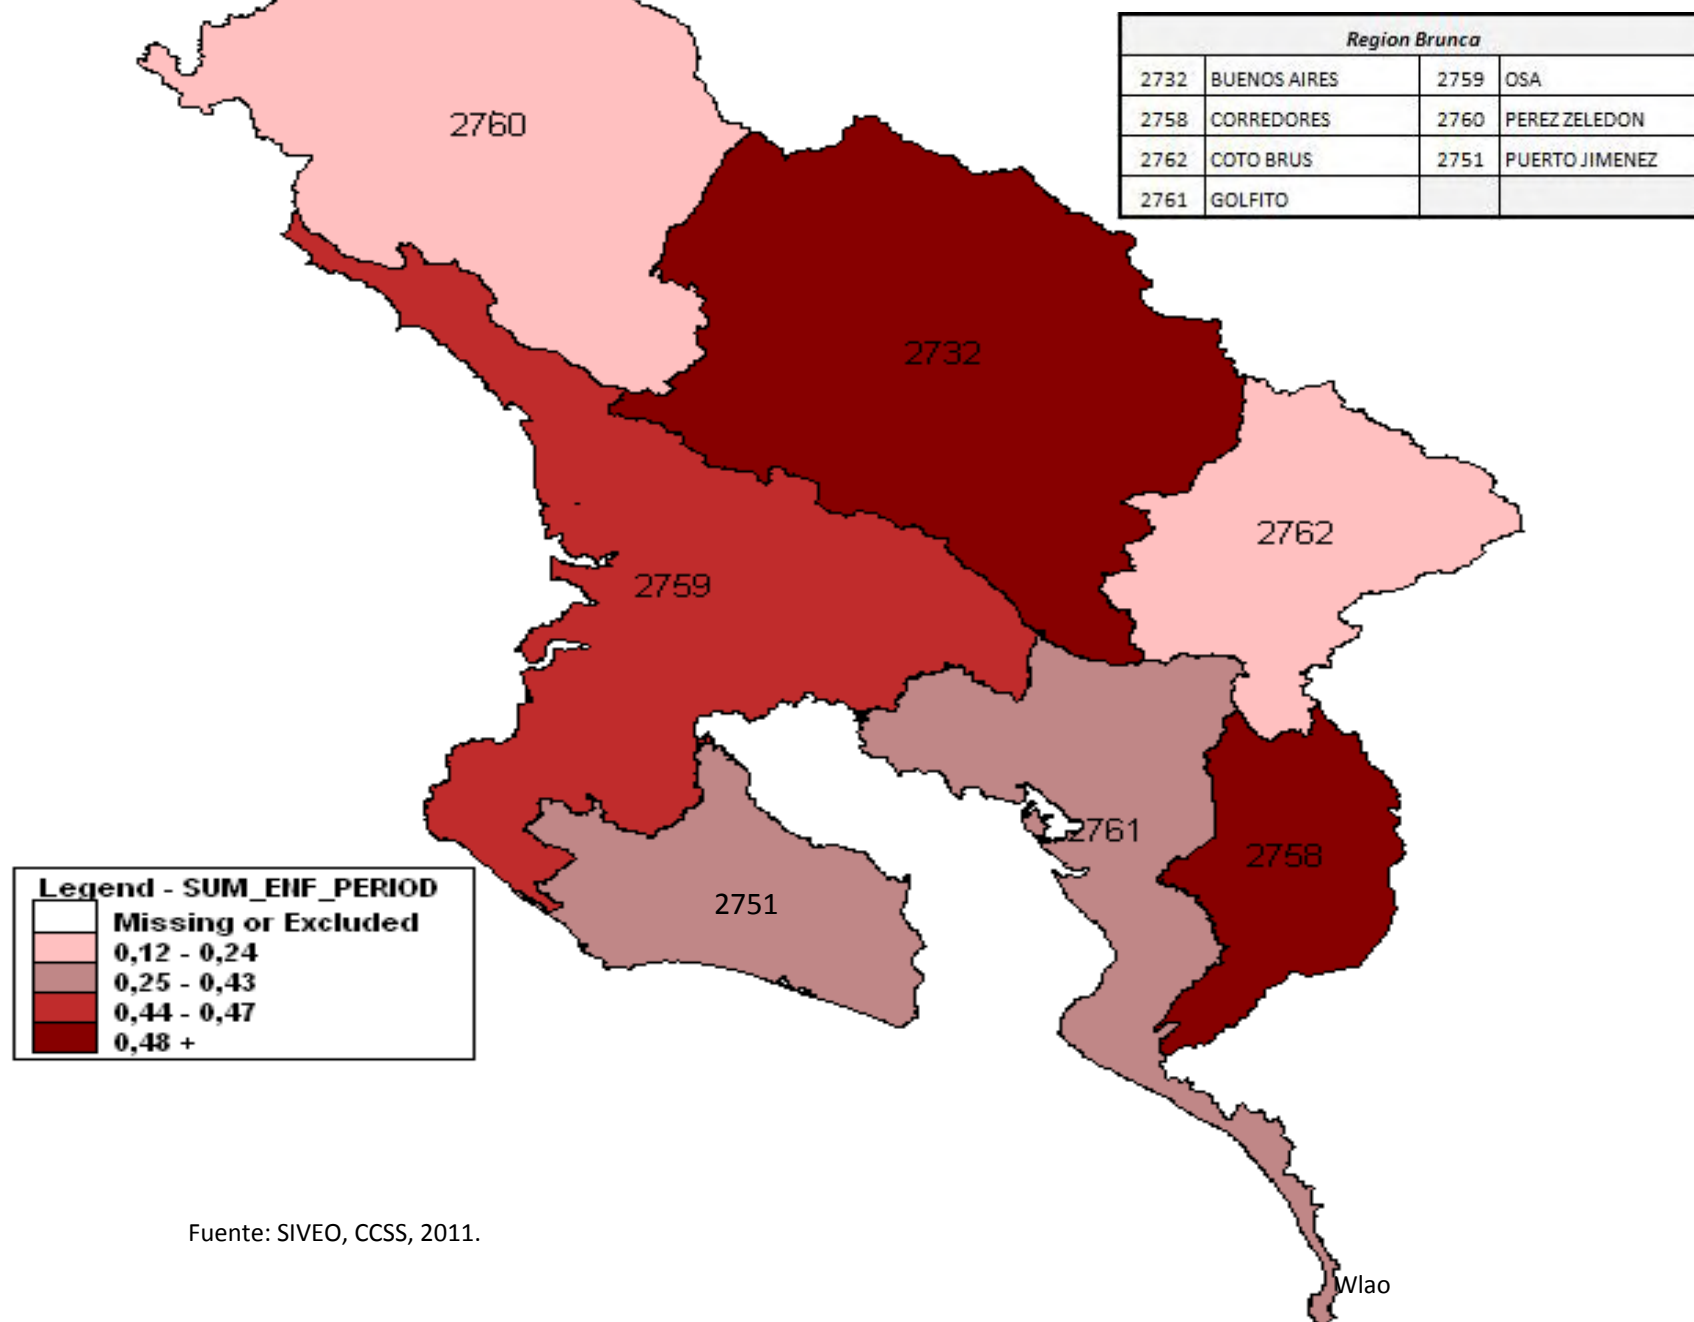 Region Brunca
2732 BUENOS AIRES 2759 OSA
2758 CORREDORES 2760 PEREZ ZELEDON
2762 COTO BRUS 2751 PUERTO JIMENEZ
2761 GOLFITO
2760
2732
2762
2759
2761
2758
2751
Legend - SUM_ENF_PERIOD
Missing or Excluded
0,12 - 0,24
0,25 - 0,43
0,44 - 0,47
0,48 +
Fuente: SIVEO, CCSS, 2011.
Wlao